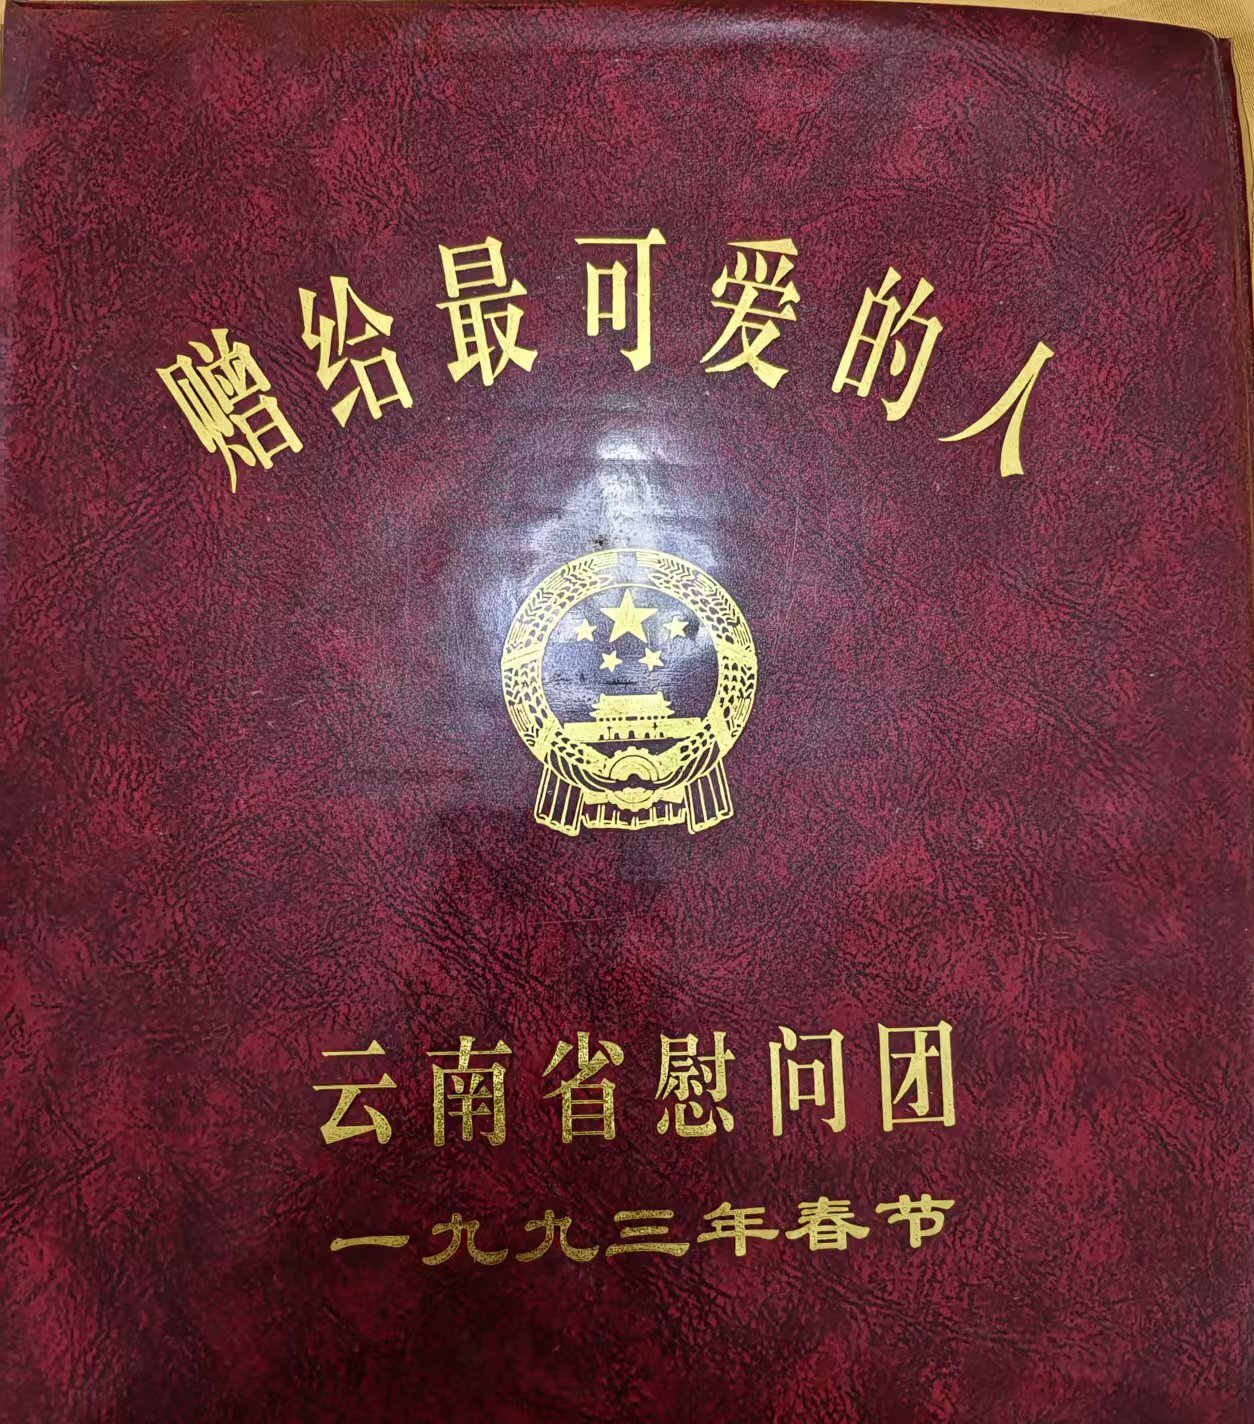 赠给最可爱的人
云南省慰问团
一九九三年春节